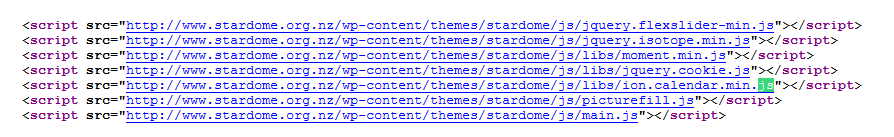 <script src="http://www.stardome.org.nz/wp-content/themes/stardome/js/jquery.flexslider-min.js"></script>
<script src="http://www.stardome.org.nz/wp-content/themes/stardome/js/jquery.isotope.min.js"></script>
<script src="http://www.stardome.org.nz/wp-content/themes/stardome/js/libs/moment.min.js"></script>
<script src="http://www.stardome.org.nz/wp-content/themes/stardome/js/libs/jquery.cookie.js"></script>
<script src="http://www.stardome.org.nz/wp-content/themes/stardome/js/libs/ion.calendar.min.js"></script>
<script src="http://www.stardome.org.nz/wp-content/themes/stardome/js/picturefill.js"></script>
<script src="http://www.stardome.org.nz/wp-content/themes/stardome/js/main.js"></script>